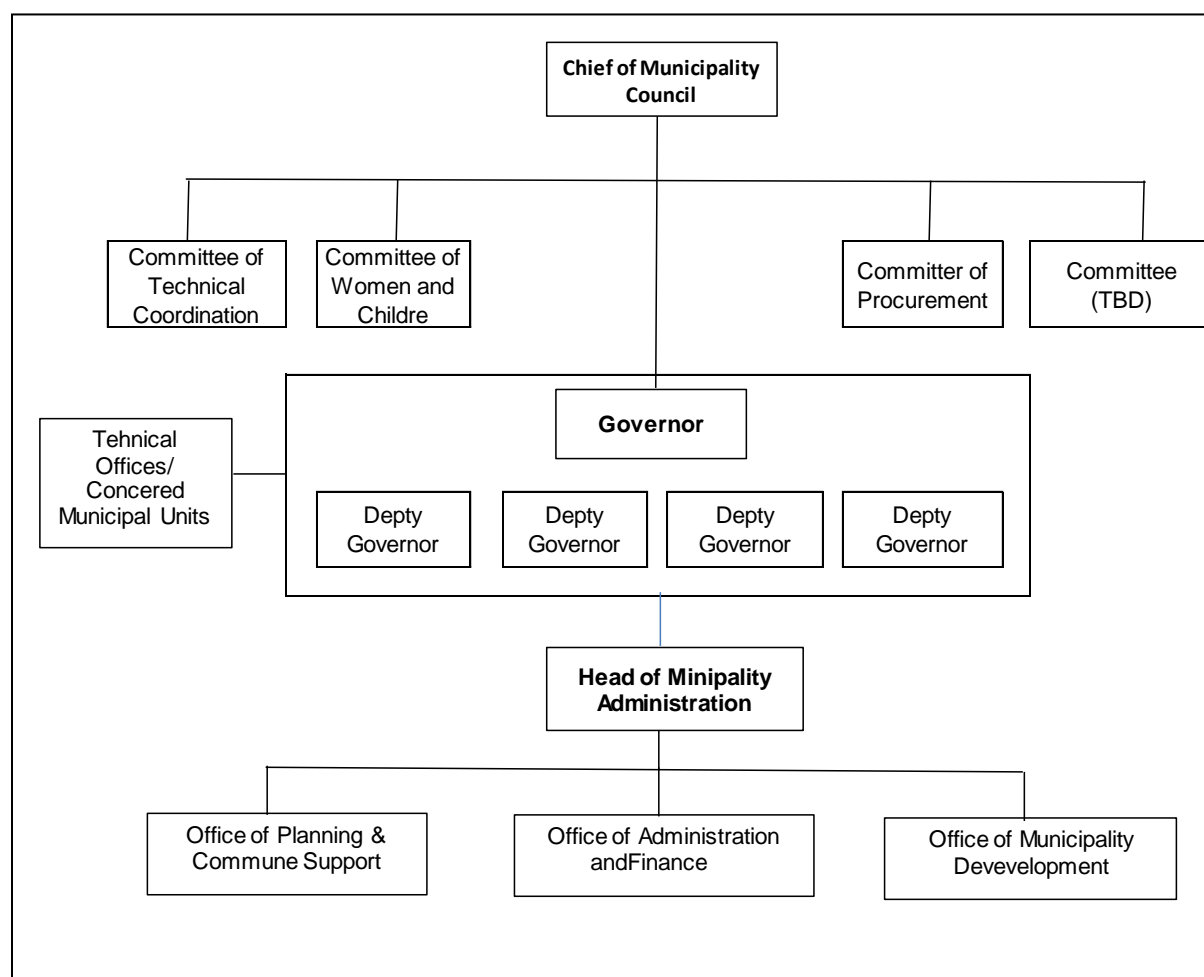 Chief of Municipality
Council
Committee of
Technical
Coordination
Committee of
Women and
Childre
Committer of
Procurement
Committee
(TBD)
Governor
Tehnical
Offices/
Concered
Municipal Units
Depty
Governor
Depty
Governor
Depty
Governor
Depty
Governor
Head of Minipality
Administration
Office of Planning &
Commune Support
Office of Administration
andFinance
Office of Municipality
Devevelopment